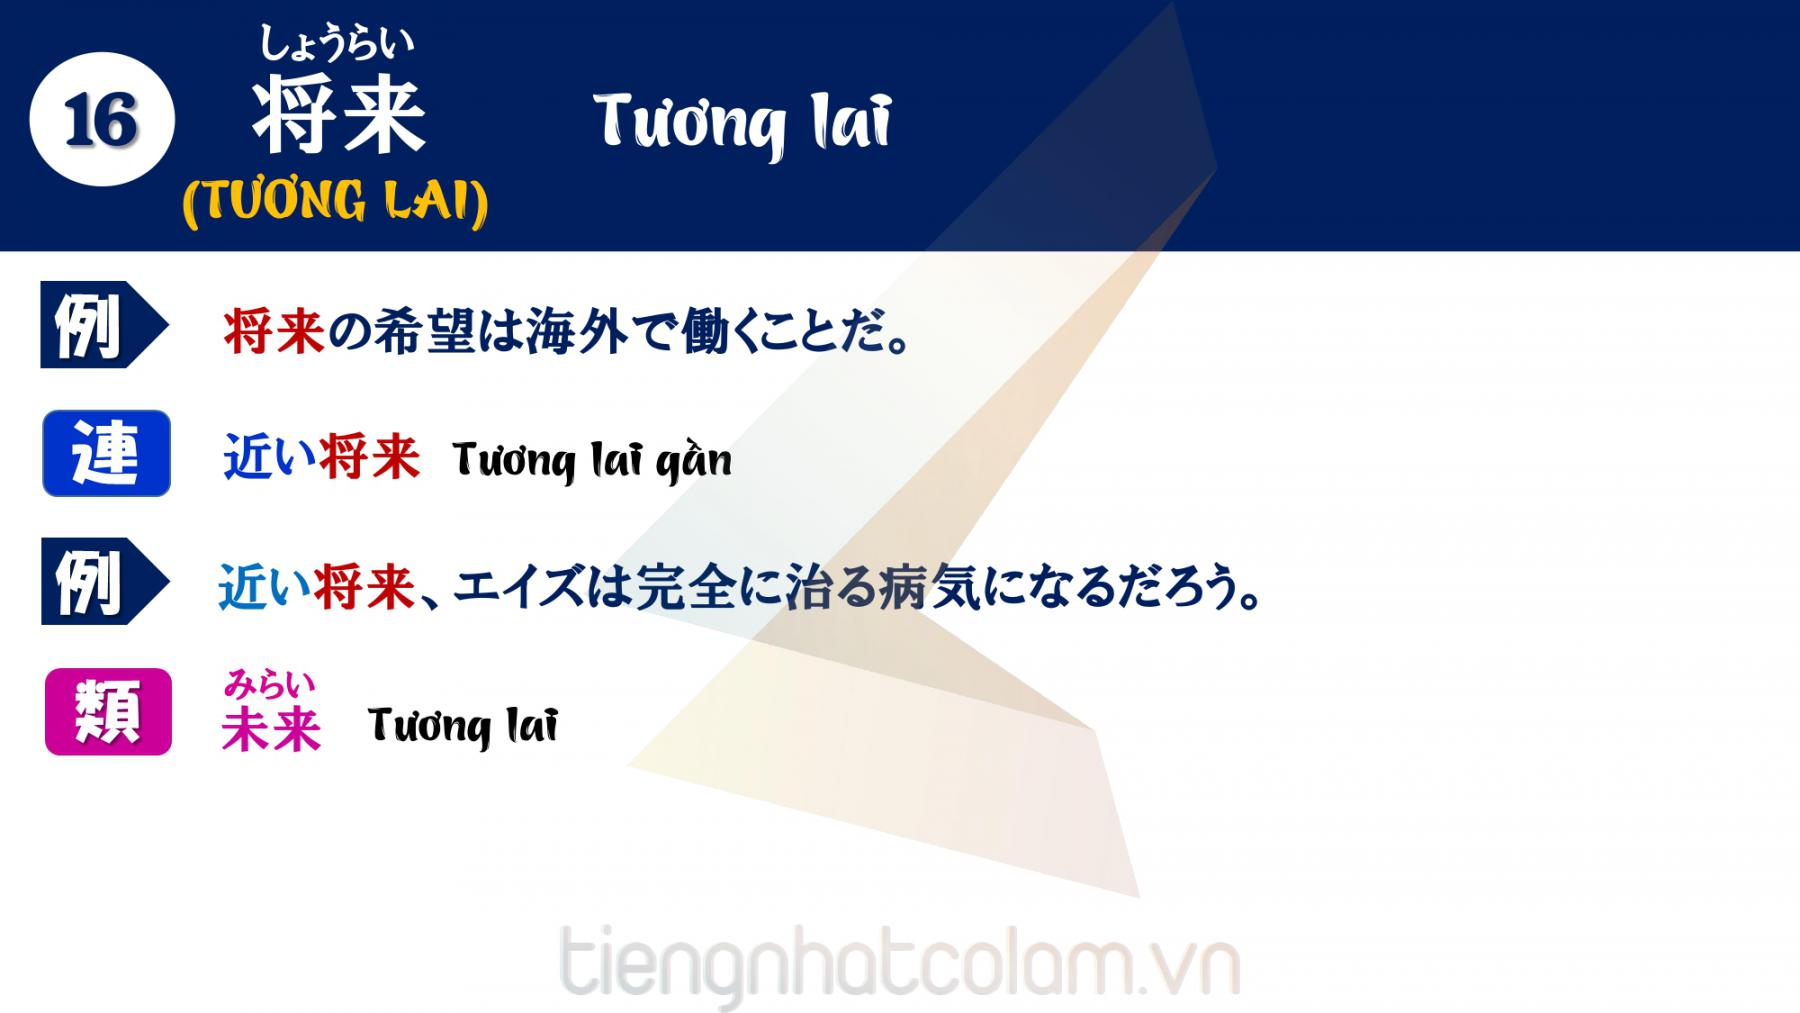 しょうらい
16 将来 Tương lai
(TƯƠNG LAI)
例 将来の希望は海外で働くことだ。
連 近い将来 Tương lai gần
例 近い将来、エイズは完全に治る病気になるだろう。
みらい
類 未来 Tương lai
tiengnhatcolam.vn